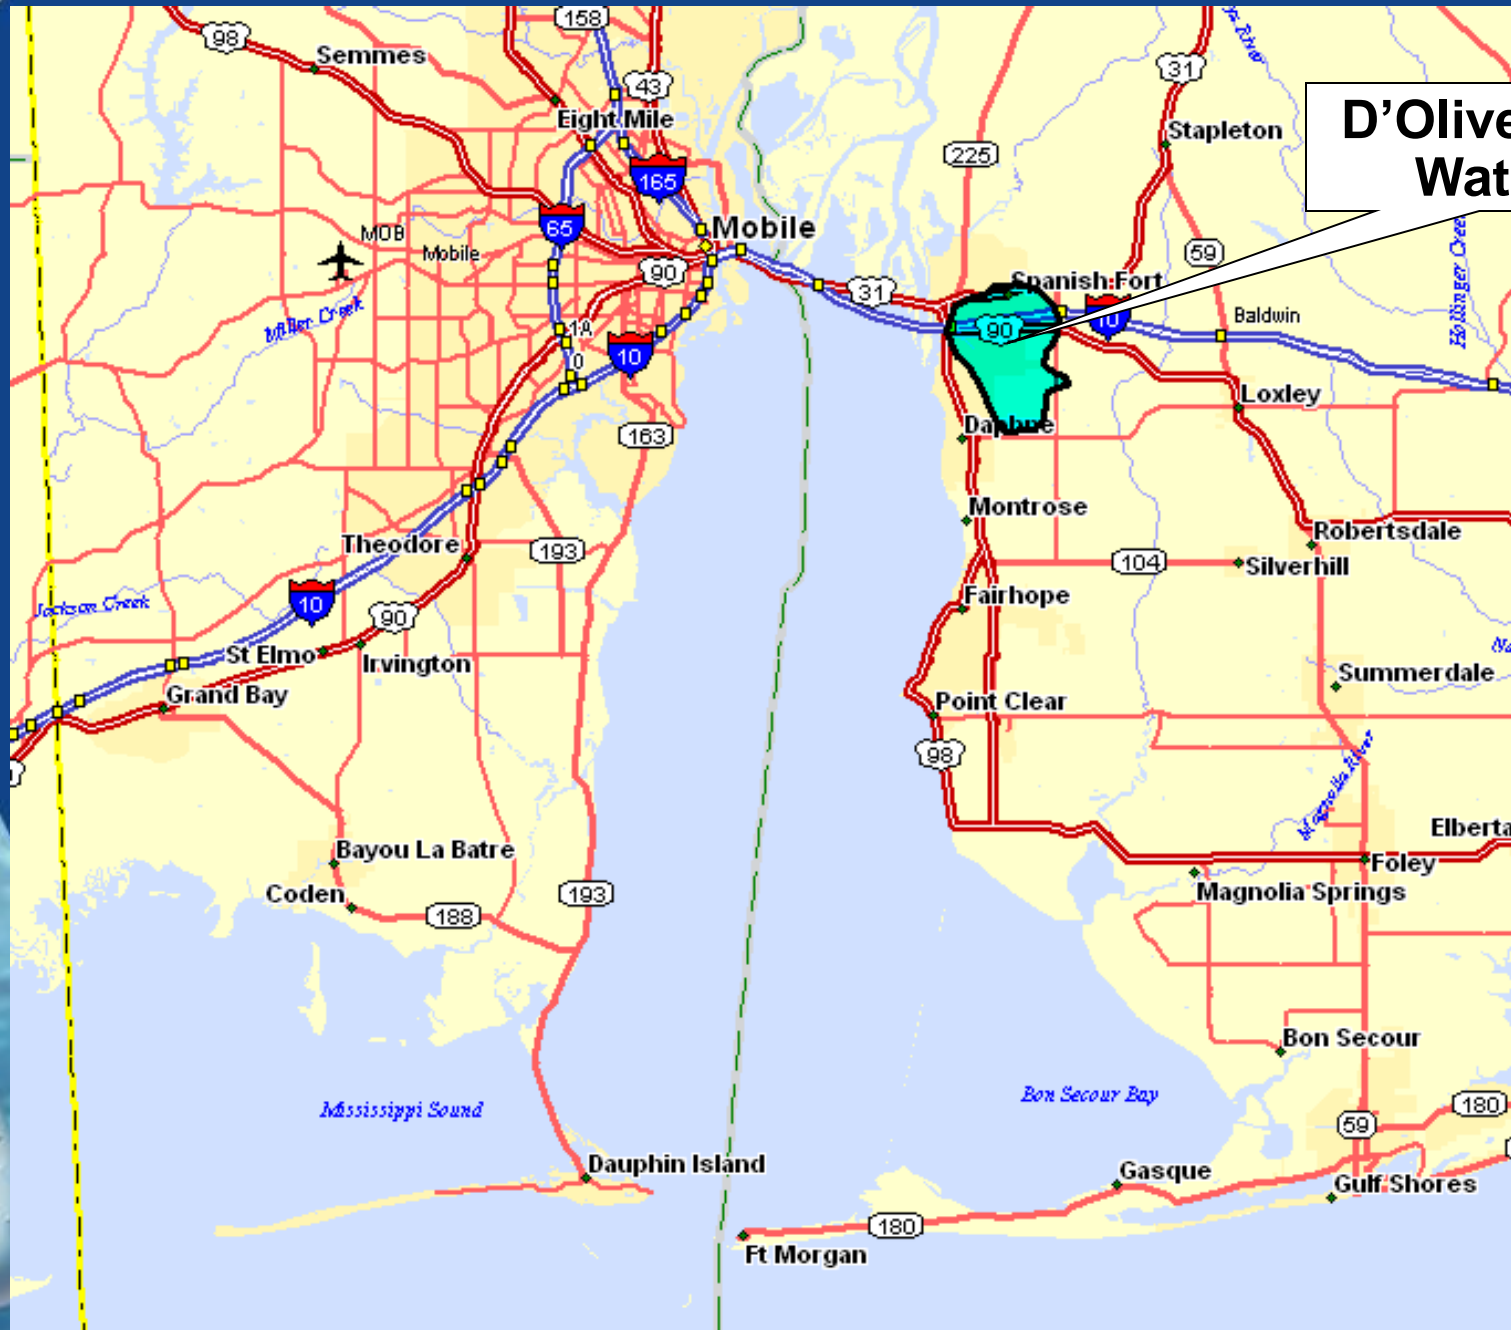 158
98
Semmes
43
31
Eight Mile
Stapleton
D'Olive
Wat
225
165
65
MOB
Mobile
Mobile
90
59
Hollinger Creek
Spanish Fort
31
Miller Creek
1A
90
10
Baldwin
10
10
Loxley
163
Daphne
Montrose
Theodore
193
Robertsdale
104
Silverhill
Jackson Creek
10
90
Fairhope
St Elmo
Irvington
Summerdale
Grand Bay
Point Clear
98
Magnolia River
Elberta
Bayou La Batre
Foley
Coden
188
193
Magnolia Springs
Bon Secour
Mississippi Sound
Bon Secour Bay
180
59
Dauphin Island
Gasque
Gulf Shores
180
Ft Morgan